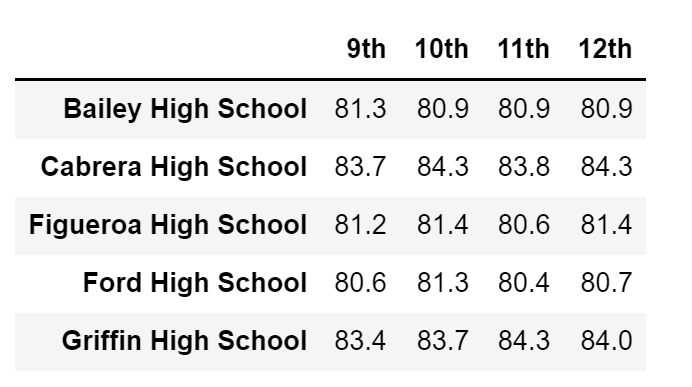 9th 10th 11th 12th
Bailey High School 81.3 80.9 80.9 80.9
Cabrera High School 83.7 84.3 83.8 84.3
Figueroa High School 81.2 81.4 80.6 81.4
Ford High School 80.6 81.3 80.4 80.7
Griffin High School 83.4 83.7 84.3 84.0